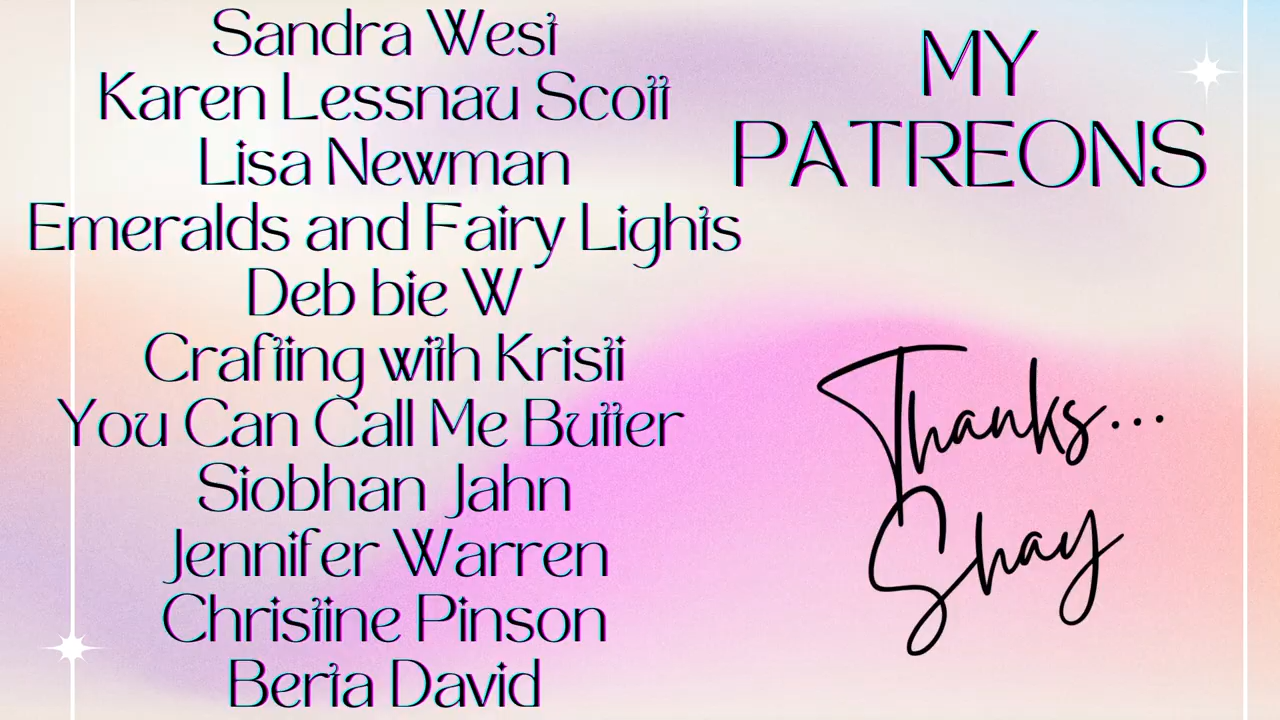 Sandra West
Karen Lessnau Scott
Lisa Newman
Emeralds and Fairy Lights
Deb bie W
Crafting with Kristi
You Can Call Me Butter
Siobhan Jahn
Jennifer Warren
Christine Pinson
Berta David
MY
PATREONS
Thanks...
Shay